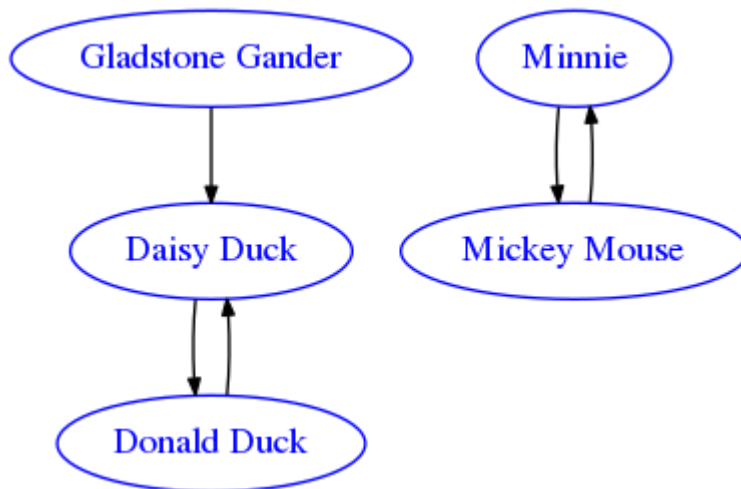 Gladstone Gander
Minnie
Daisy Duck
Mickey Mouse
Donald Duck